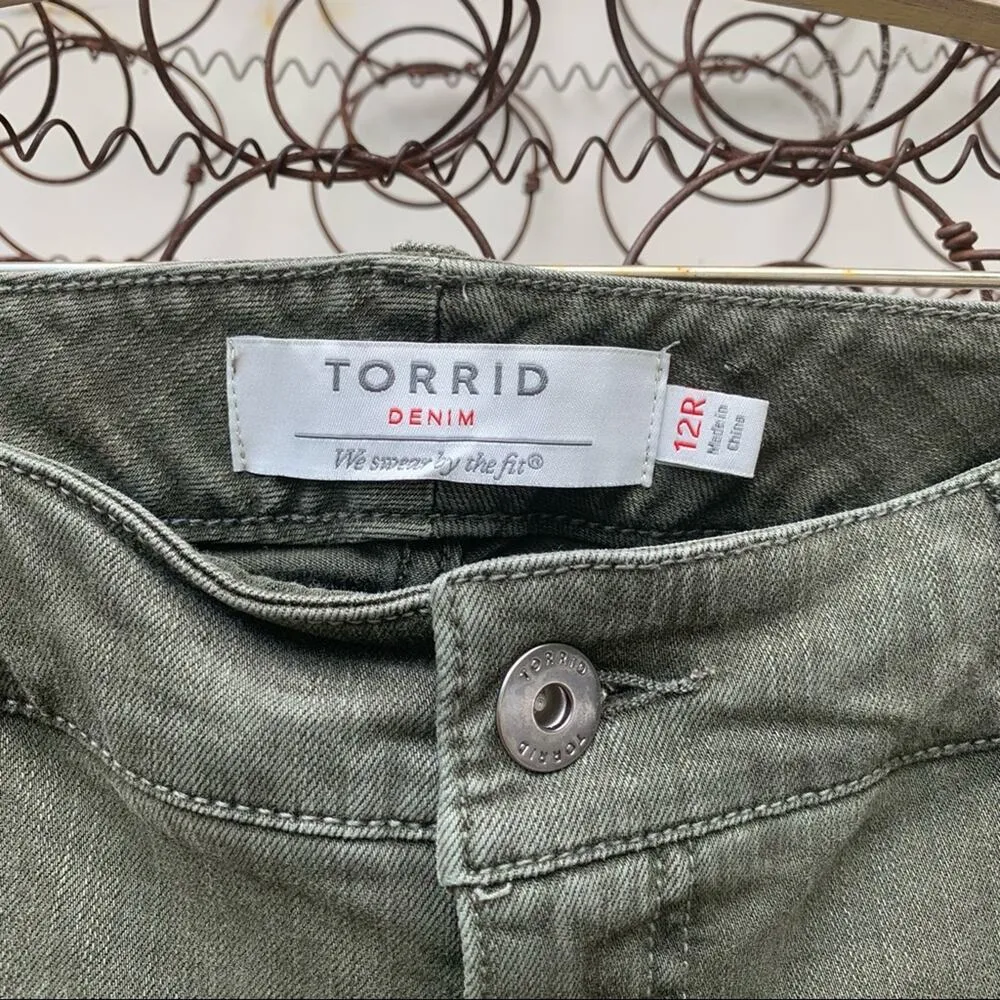 TORRID
DENIM
We swear by the fit®
12R
Made in
China
TORRID
TORRID